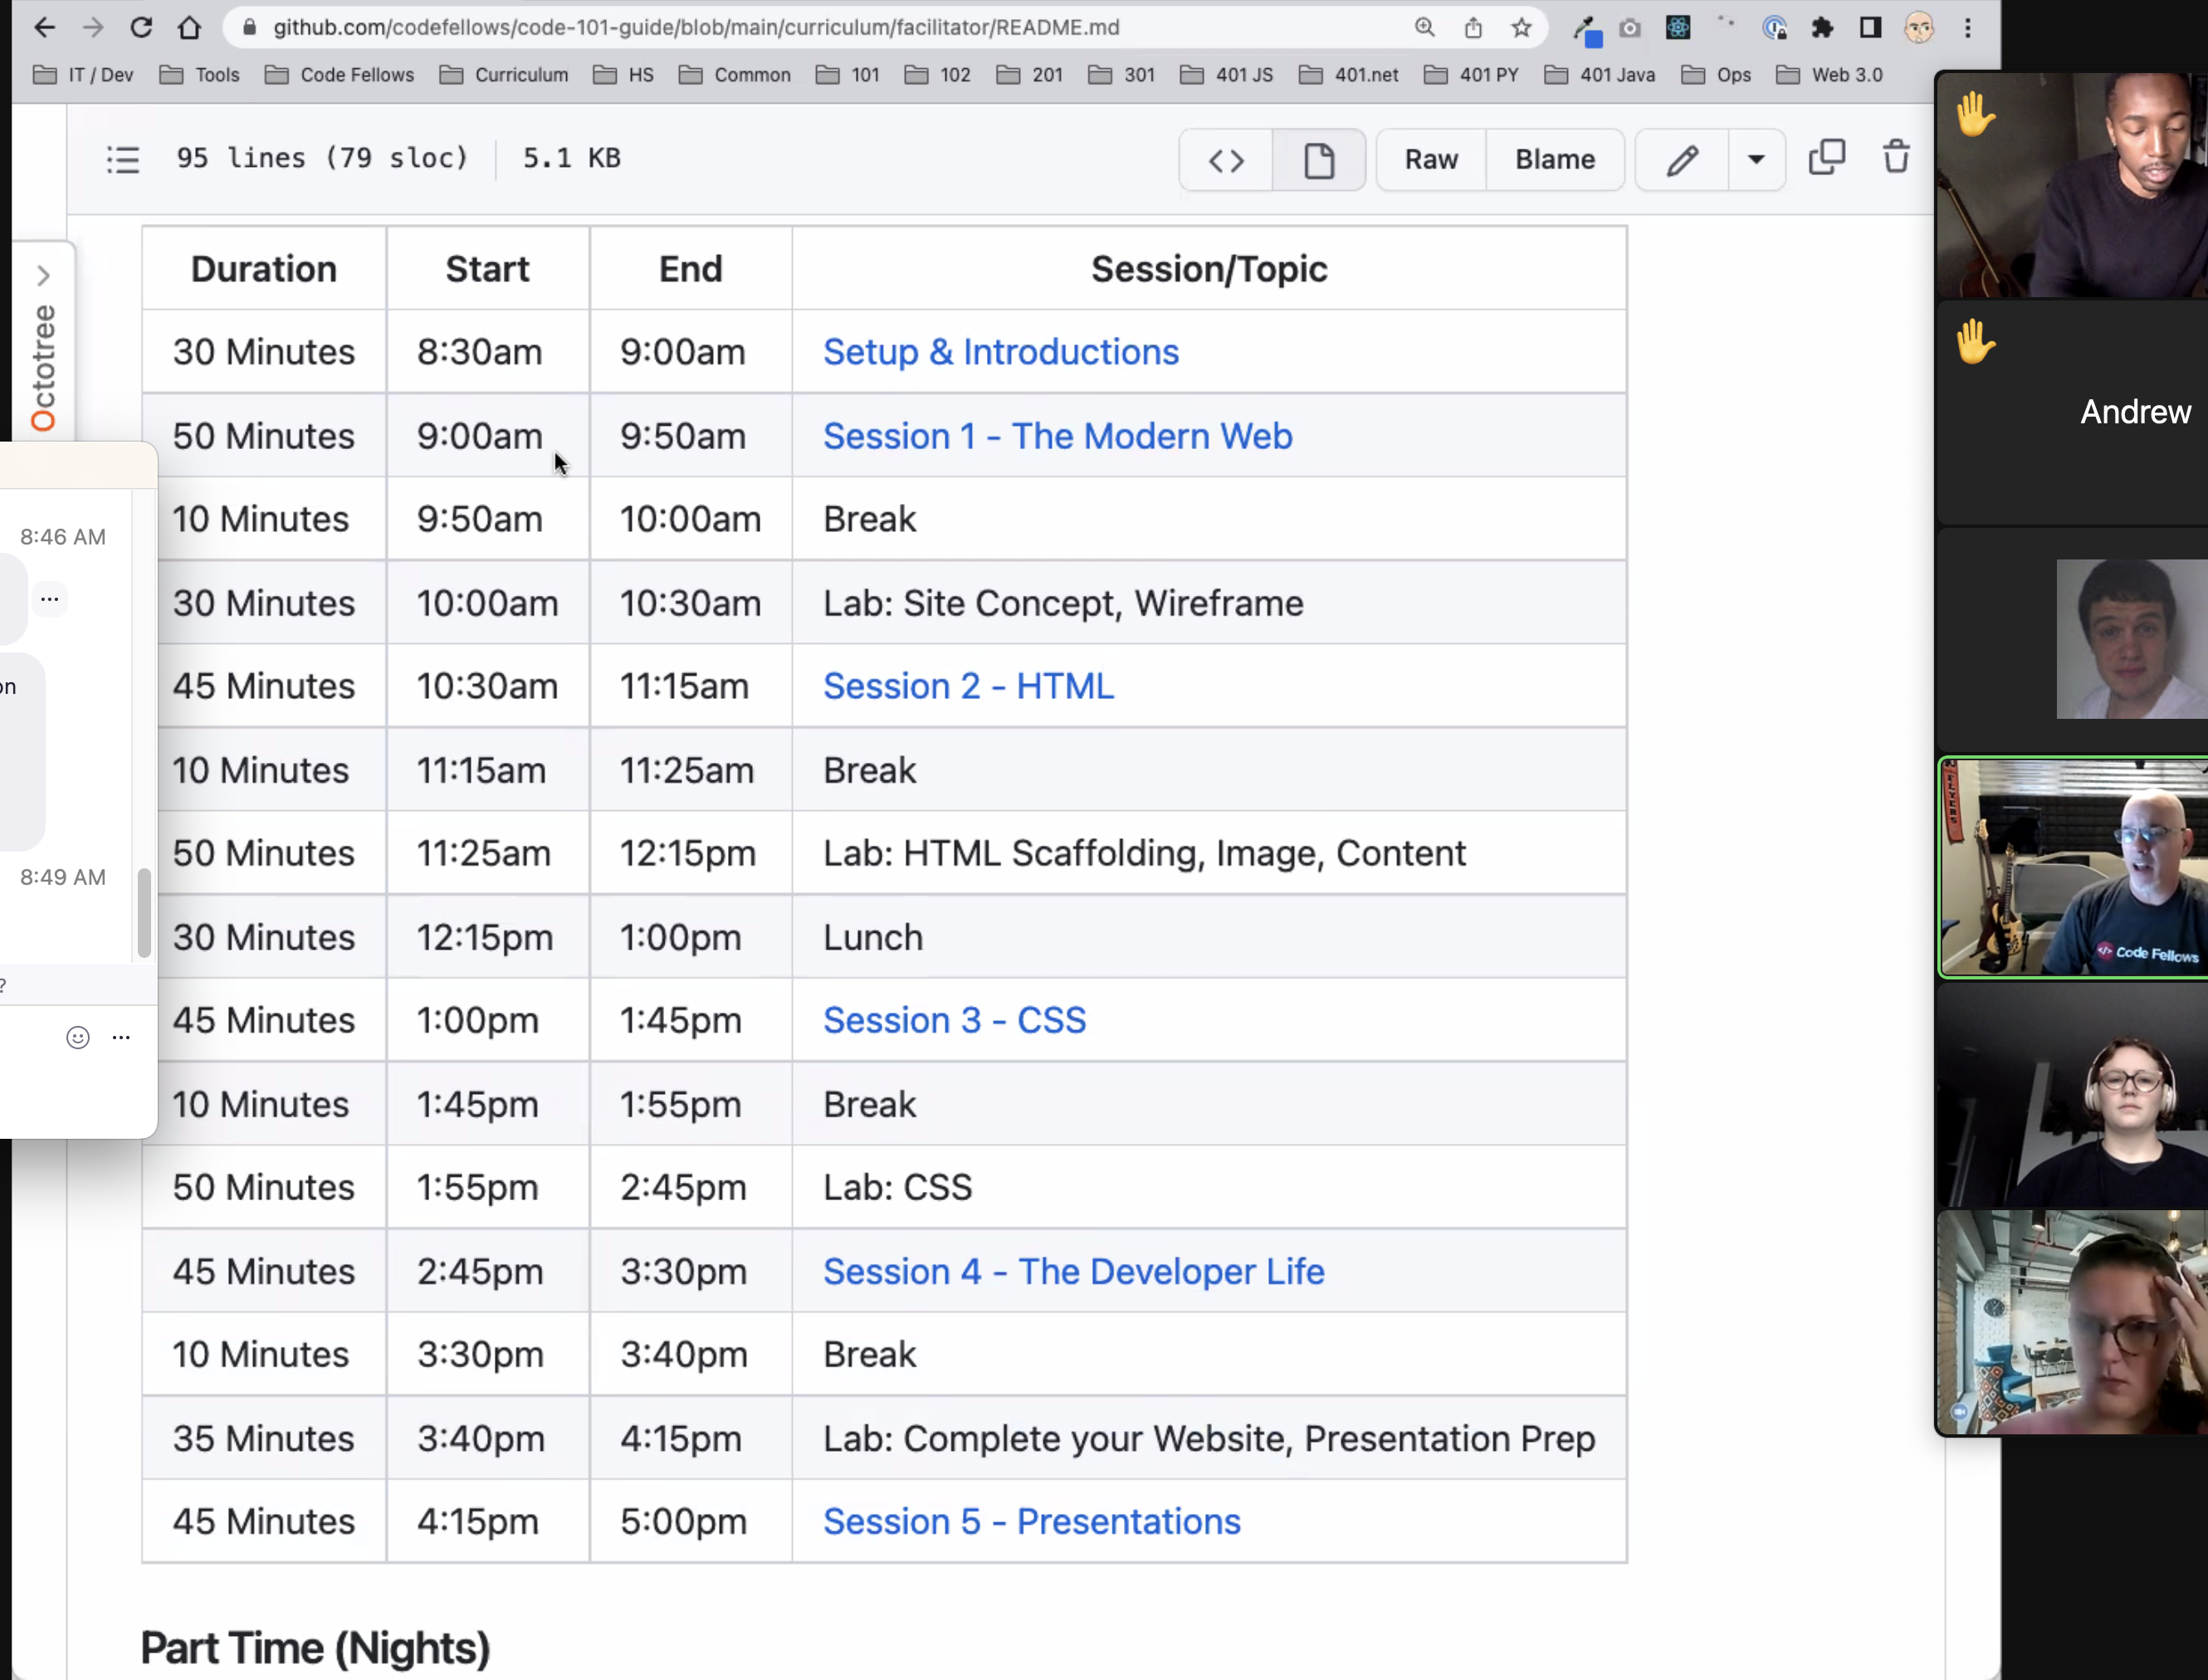 github.com/codefellows/code-101-guide/blob/main/curriculum/facilitator/README.md
IT / Dev Tools Code Fellows Curriculum HS Common 101 102 201 301 401 JS 401.net 401 PY 401 Java Ops Web 3.0
95 lines (79 sloc) 5.1 KB Raw Blame
Octotree
Duration Start End Session/Topic
30 Minutes 8:30am 9:00am Setup & Introductions
50 Minutes 9:00am 9:50am Session 1 - The Modern Web
10 Minutes 9:50am 10:00am Break
30 Minutes 10:00am 10:30am Lab: Site Concept, Wireframe
45 Minutes 10:30am 11:15am Session 2 - HTML
10 Minutes 11:15am 11:25am Break
50 Minutes 11:25am 12:15pm Lab: HTML Scaffolding, Image, Content
30 Minutes 12:15pm 1:00pm Lunch
45 Minutes 1:00pm 1:45pm Session 3 - CSS
10 Minutes 1:45pm 1:55pm Break
50 Minutes 1:55pm 2:45pm Lab: CSS
45 Minutes 2:45pm 3:30pm Session 4 - The Developer Life
10 Minutes 3:30pm 3:40pm Break
35 Minutes 3:40pm 4:15pm Lab: Complete your Website, Presentation Prep
45 Minutes 4:15pm 5:00pm Session 5 - Presentations
Part Time (Nights)
8:46 AM
on
8:49 AM
?
Andrew
FLYERS
</> Code Fellows